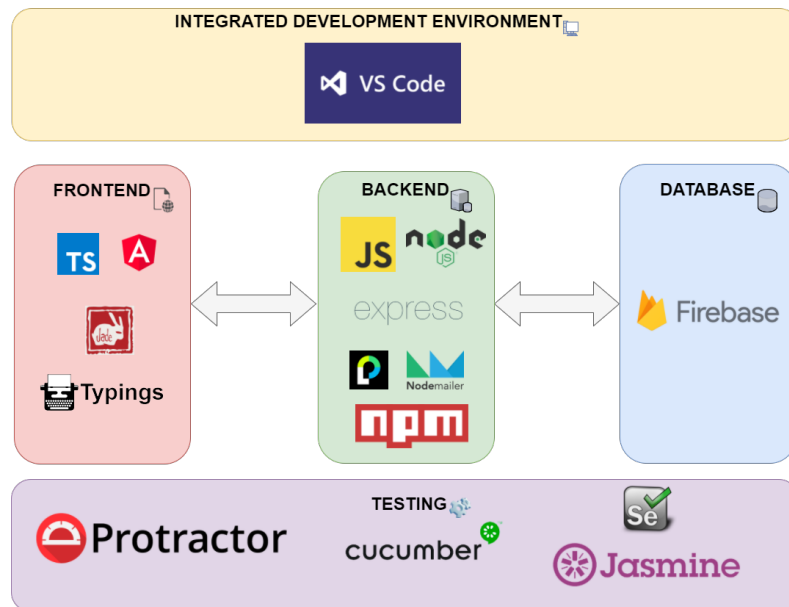 INTEGRATED DEVELOPMENT ENVIRONMENT
VS Code
FRONTEND
TS
A
Jade
Typings
BACKEND
JS
node
JS
express
Nodemailer
npm
DATABASE
Firebase
TESTING
Protractor
cucumber
Se
Jasmine